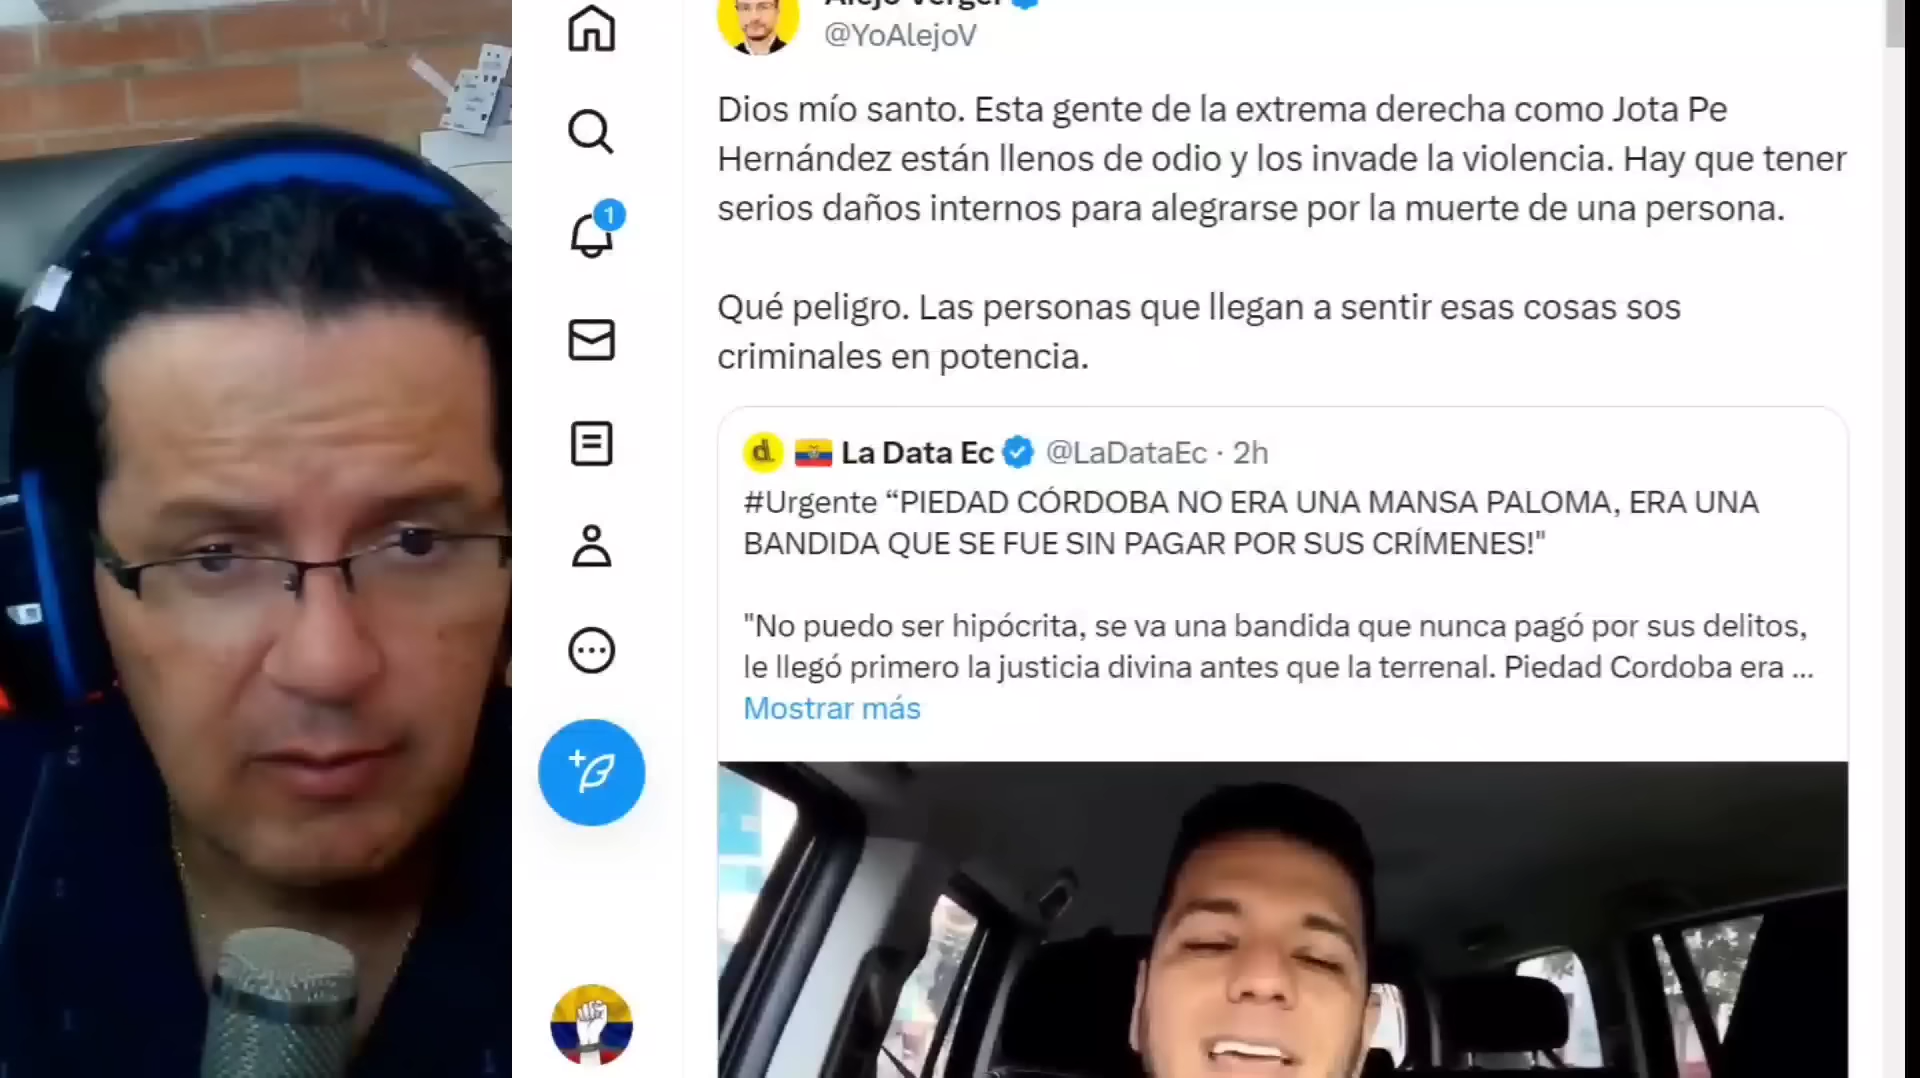 Alejo Verger
@YoAlejoV
Dios mío santo. Esta gente de la extrema derecha como Jota Pe
Hernández están llenos de odio y los invade la violencia. Hay que tener
serios daños internos para alegrarse por la muerte de una persona.
Qué peligro. Las personas que llegan a sentir esas cosas sos
criminales en potencia.
1
La Data Ec @LaDataEc · 2h
#Urgente “PIEDAD CÓRDOBA NO ERA UNA MANSA PALOMA, ERA UNA
BANDIDA QUE SE FUE SIN PAGAR POR SUS CRÍMENES!"
"No puedo ser hipócrita, se va una bandida que nunca pagó por sus delitos,
le llegó primero la justicia divina antes que la terrenal. Piedad Cordoba era ...
Mostrar más